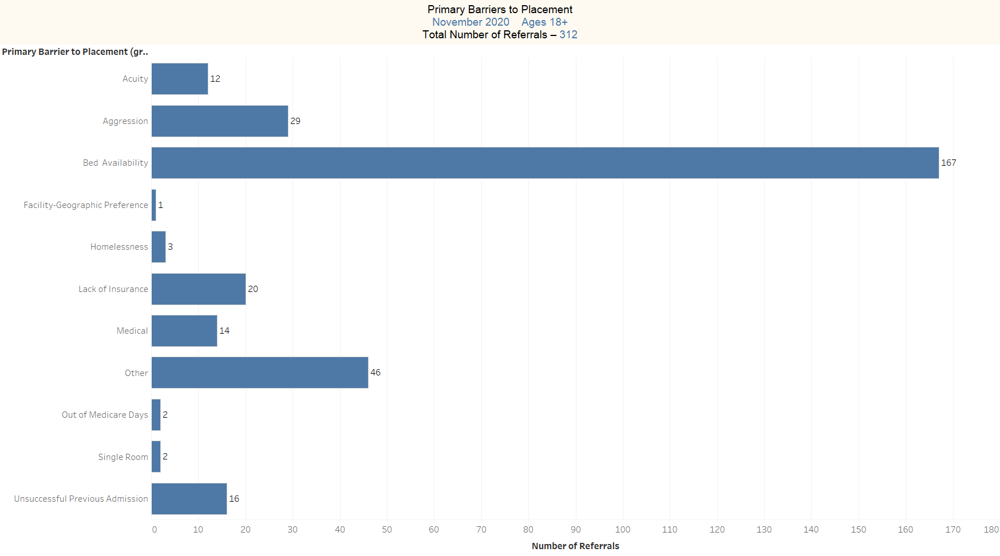 Primary Barriers to Placement
November 2020 Ages 18+
Total Number of Referrals – 312
Primary Barrier to Placement (gr..
Acuity 12
Aggression 29
Bed Availability 167
Facility-Geographic Preference 1
Homelessness 3
Lack of Insurance 20
Medical 14
Other 46
Out of Medicare Days 2
Single Room 2
Unsuccessful Previous Admission 16
0 10 20 30 40 50 60 70 80 90 100 110 120 130 140 150 160 170 180
Number of Referrals